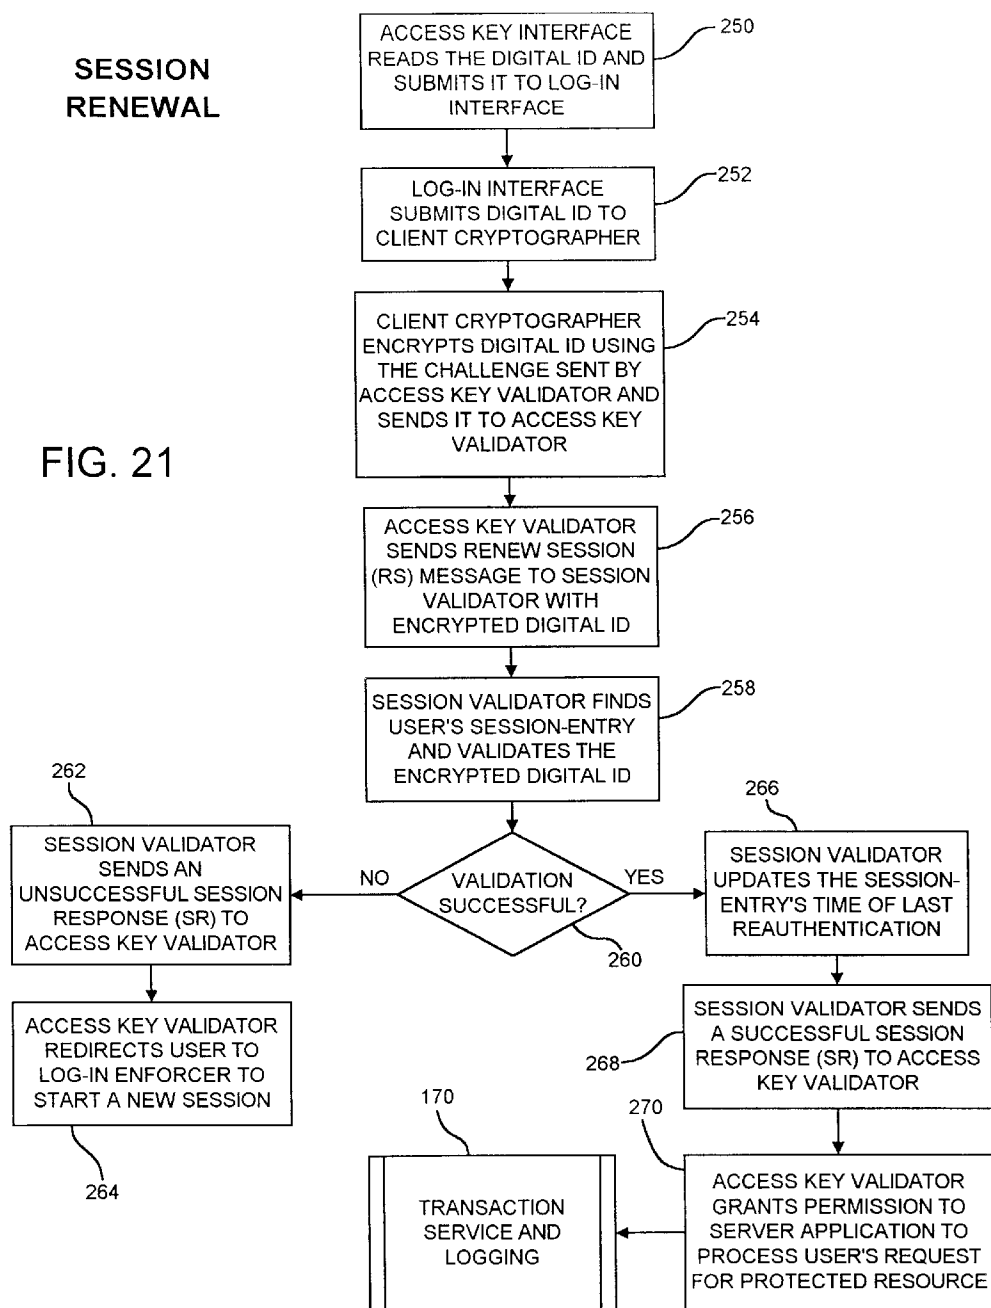 SESSION
RENEWAL
ACCESS KEY INTERFACE
READS THE DIGITAL ID AND
SUBMITS IT TO LOG-IN
INTERFACE
250
LOG-IN INTERFACE
SUBMITS DIGITAL ID TO
CLIENT CRYPTOGRAPHER
252
CLIENT CRYPTOGRAPHER
ENCRYPTS DIGITAL ID USING
THE CHALLENGE SENT BY
ACCESS KEY VALIDATOR AND
SENDS IT TO ACCESS KEY
VALIDATOR
254
FIG. 21
ACCESS KEY VALIDATOR
SENDS RENEW SESSION
(RS) MESSAGE TO SESSION
VALIDATOR WITH
ENCRYPTED DIGITAL ID
256
SESSION VALIDATOR FINDS
USER'S SESSION-ENTRY
AND VALIDATES THE
ENCRYPTED DIGITAL ID
258
VALIDATION
SUCCESSFUL?
260
NO
YES
262
SESSION VALIDATOR
SENDS AN
UNSUCCESSFUL SESSION
RESPONSE (SR) TO
ACCESS KEY VALIDATOR
ACCESS KEY VALIDATOR
REDIRECTS USER TO
LOG-IN ENFORCER TO
START A NEW SESSION
264
266
SESSION VALIDATOR
UPDATES THE SESSION-
ENTRY'S TIME OF LAST
REAUTHENTICATION
SESSION VALIDATOR SENDS
A SUCCESSFUL SESSION
RESPONSE (SR) TO ACCESS
KEY VALIDATOR
268
270
ACCESS KEY VALIDATOR
GRANTS PERMISSION TO
SERVER APPLICATION TO
PROCESS USER'S REQUEST
FOR PROTECTED RESOURCE
170
TRANSACTION
SERVICE AND
LOGGING